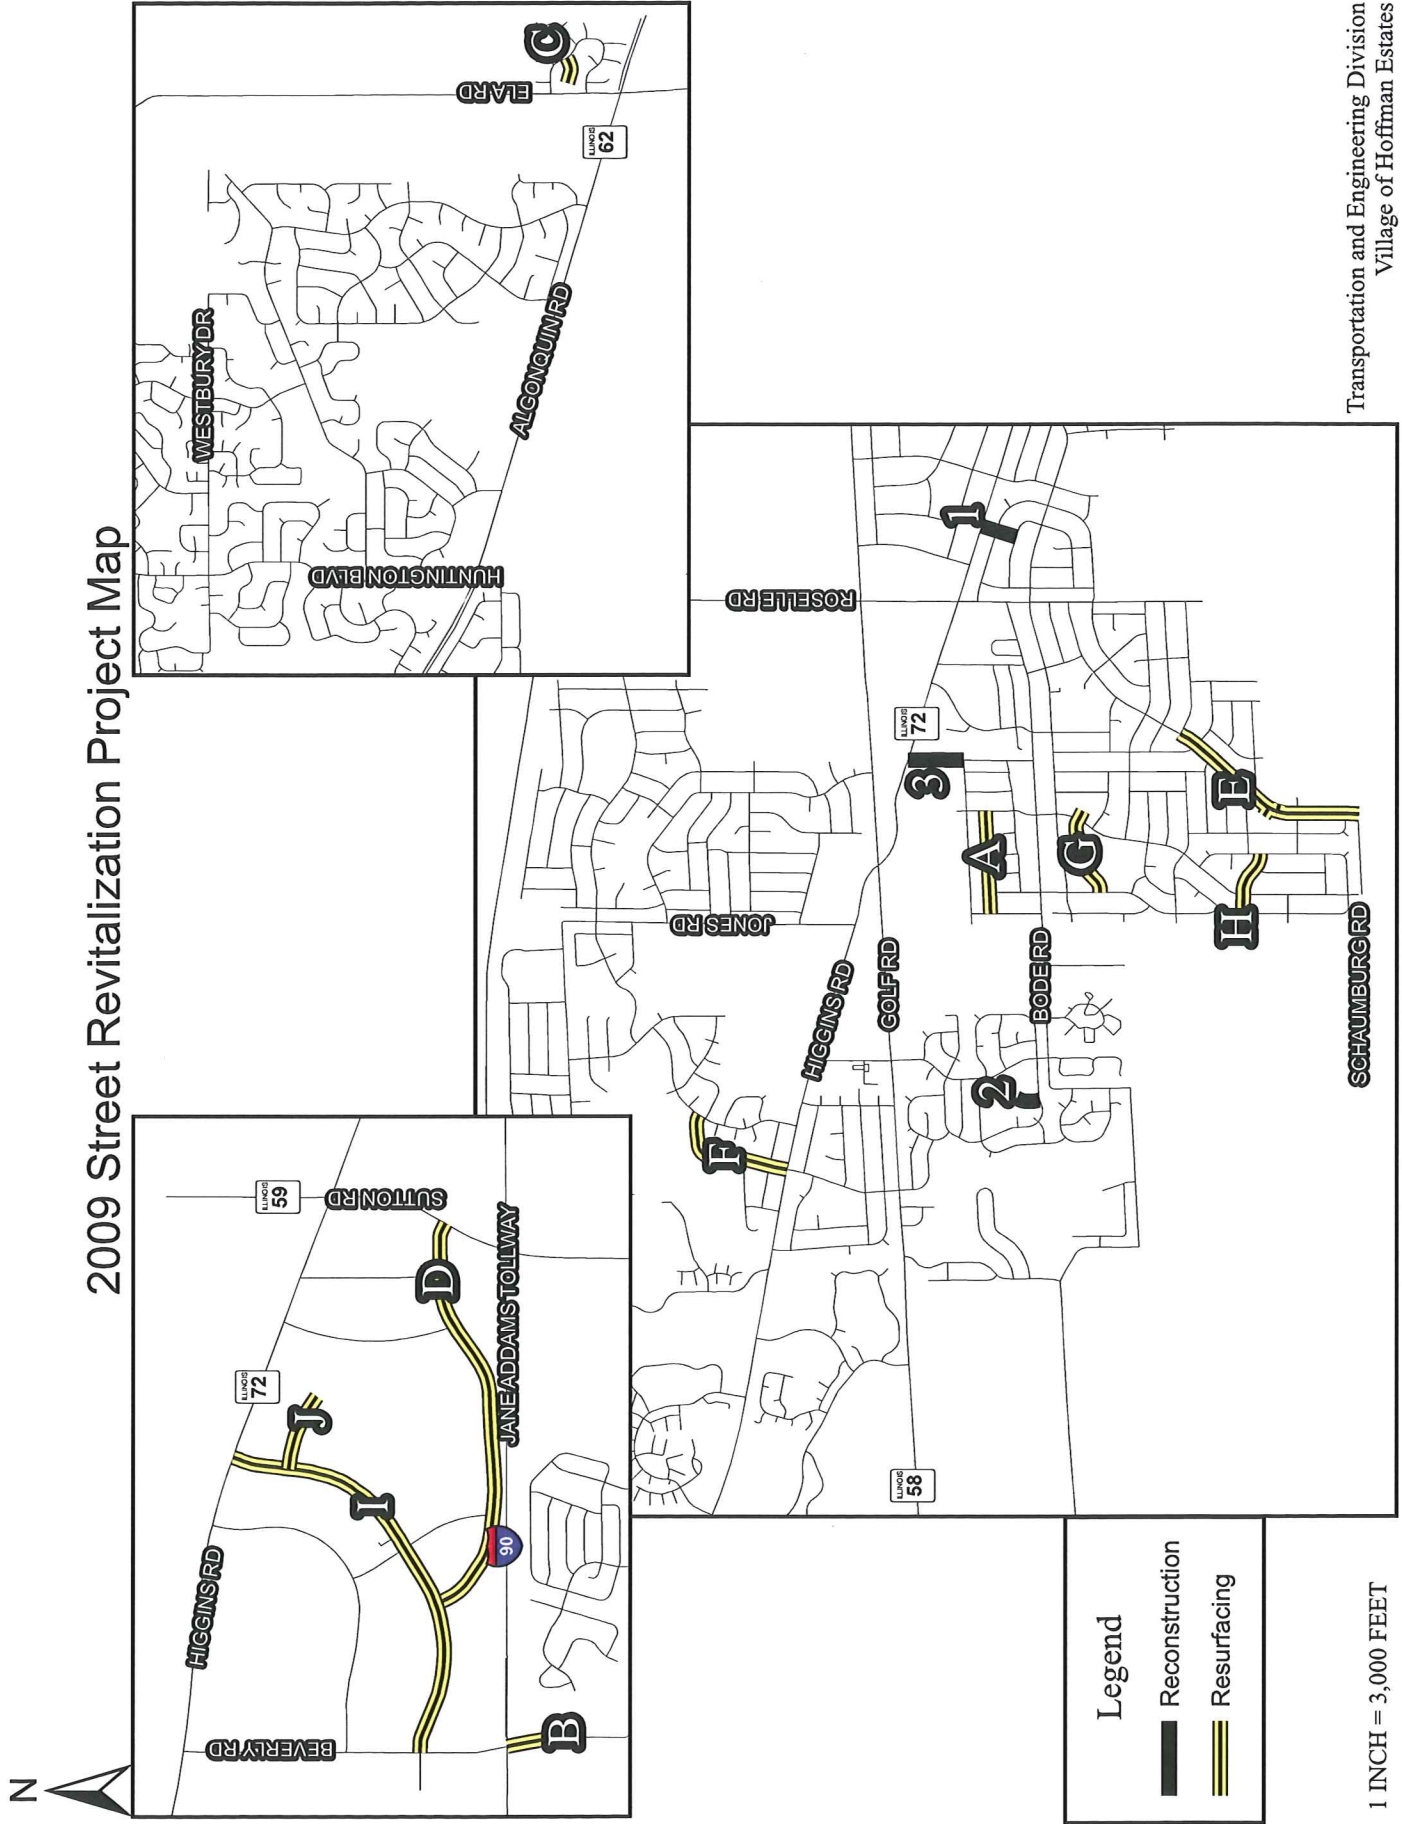 2009 Street Revitalization Project Map
N
HIGGINS RD
ILLINOIS
72
ILLINOIS
59
SUTTON RD
BEVERLY RD
J
I
D
JANE ADDAMS TOLLWAY
90
B
WESTBURY DR
HUNTINGTON BLVD
ALGONQUIN RD
ILLINOIS
62
ELA RD
C
F
JONES RD
ROSELLE RD
HIGGINS RD
GOLF RD
ILLINOIS
72
ILLINOIS
58
1
2
3
A
BODE RD
G
E
H
SCHAUMBURG RD
Legend
Reconstruction
Resurfacing
1 INCH = 3,000 FEET
Transportation and Engineering Division
Village of Hoffman Estates